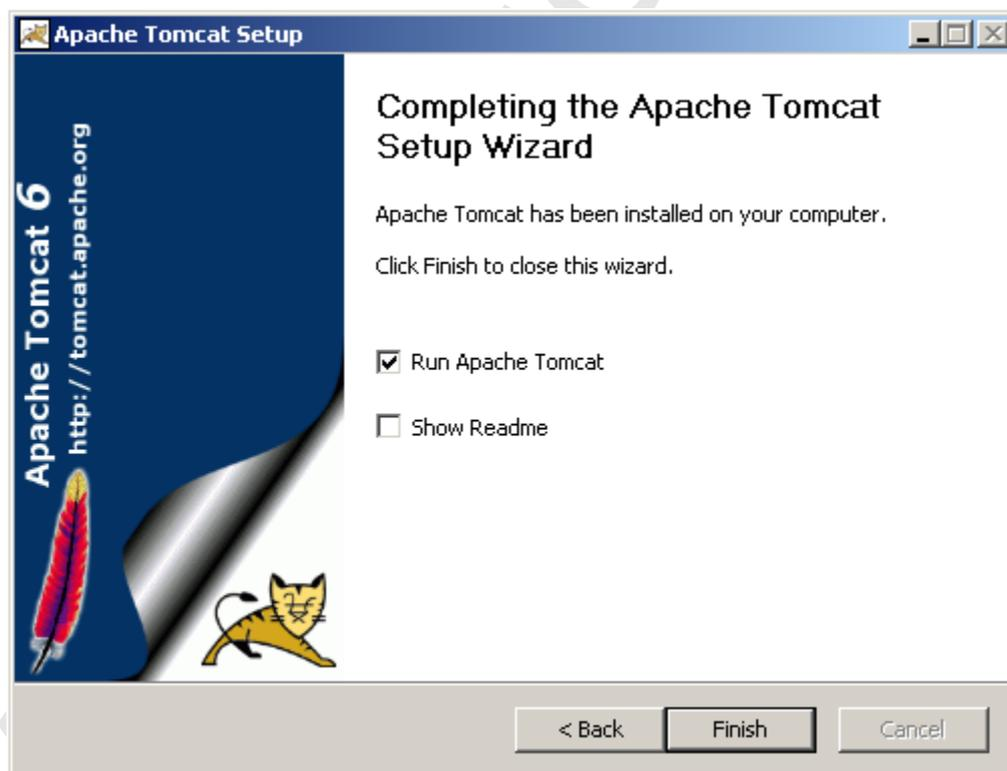 Apache Tomcat Setup
Apache Tomcat 6
http://tomcat.apache.org
Completing the Apache Tomcat
Setup Wizard
Apache Tomcat has been installed on your computer.
Click Finish to close this wizard.
Run Apache Tomcat
Show Readme
< Back
Finish
Cancel